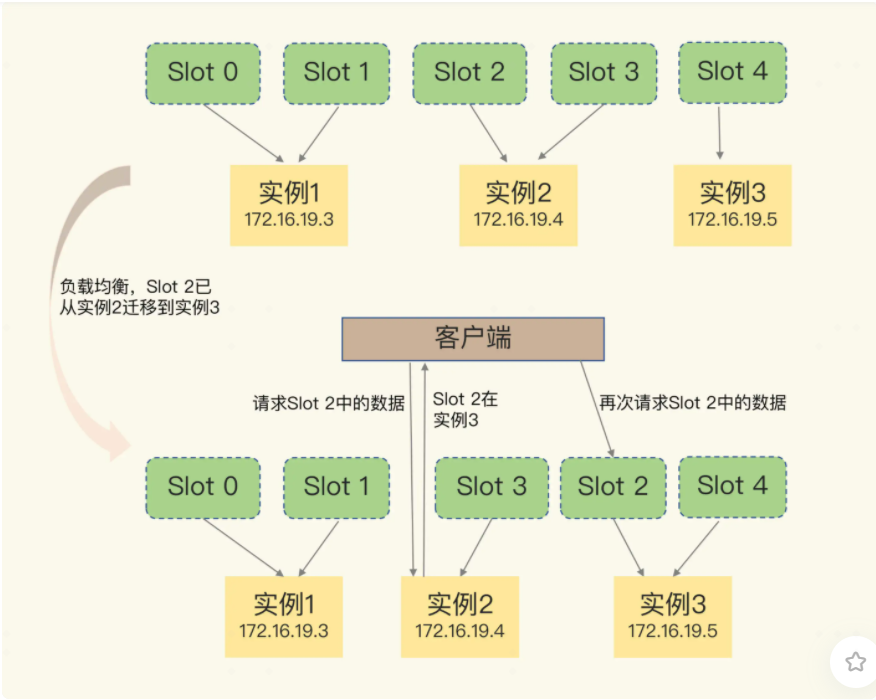 Slot 0
Slot 1
Slot 2
Slot 3
Slot 4
实例1
172.16.19.3
实例2
172.16.19.4
实例3
172.16.19.5
负载均衡，Slot 2已
从实例2迁移到实例3
客户端
请求Slot 2中的数据
Slot 2在
实例3
再次请求Slot 2中的数据
Slot 0
Slot 1
Slot 3
Slot 2
Slot 4
实例1
172.16.19.3
实例2
172.16.19.4
实例3
172.16.19.5